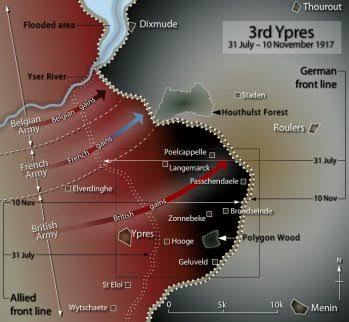 Thourout
Flooded area
Dixmude
3rd Ypres
31 July – 10 November 1917
Yser River
German
front line
Staden
Houthulst Forest
Belgian gains
Belgian
Army
Roulers
French gains
French
Army
Poelcappelle
31 July
Langemarck
Passchendaele
Elverdinghe
10 Nov
10 Nov
British gains
British
Army
Zonnebeke
Broodseinde
Ypres
Hooge
Polygon Wood
31 July
Geluveld
St Eloi
Allied
front line
Wytschaete
0 5k 10k
Menin